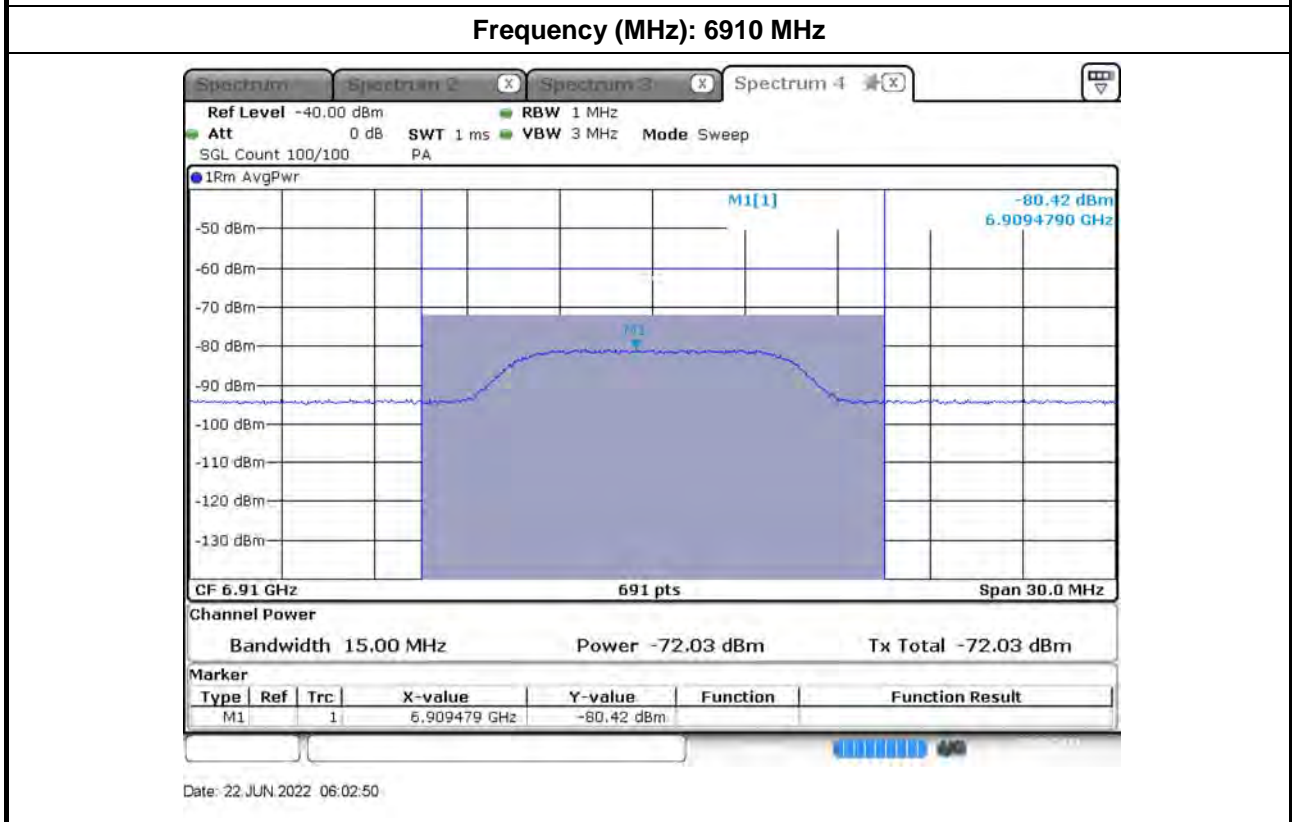 Frequency (MHz): 6910 MHz
Spectrum Spectrum 2 X Spectrum 3 X Spectrum 4 X
Ref Level -40.00 dBm RBW 1 MHz
Att 0 dB SWT 1 ms VBW 3 MHz Mode Sweep
SGL Count 100/100 PA
1Rm AvgPwr
M1[1] -80.42 dBm
6.9094790 GHz
-50 dBm
-60 dBm
-70 dBm
M1
-80 dBm
-90 dBm
-100 dBm
-110 dBm
-120 dBm
-130 dBm
CF 6.91 GHz 691 pts Span 30.0 MHz
Channel Power
Bandwidth 15.00 MHz Power -72.03 dBm Tx Total -72.03 dBm
Marker
Type Ref Trc X-value Y-value Function Function Result
M1 1 6.909479 GHz -80.42 dBm
Date: 22.JUN.2022 06:02:50